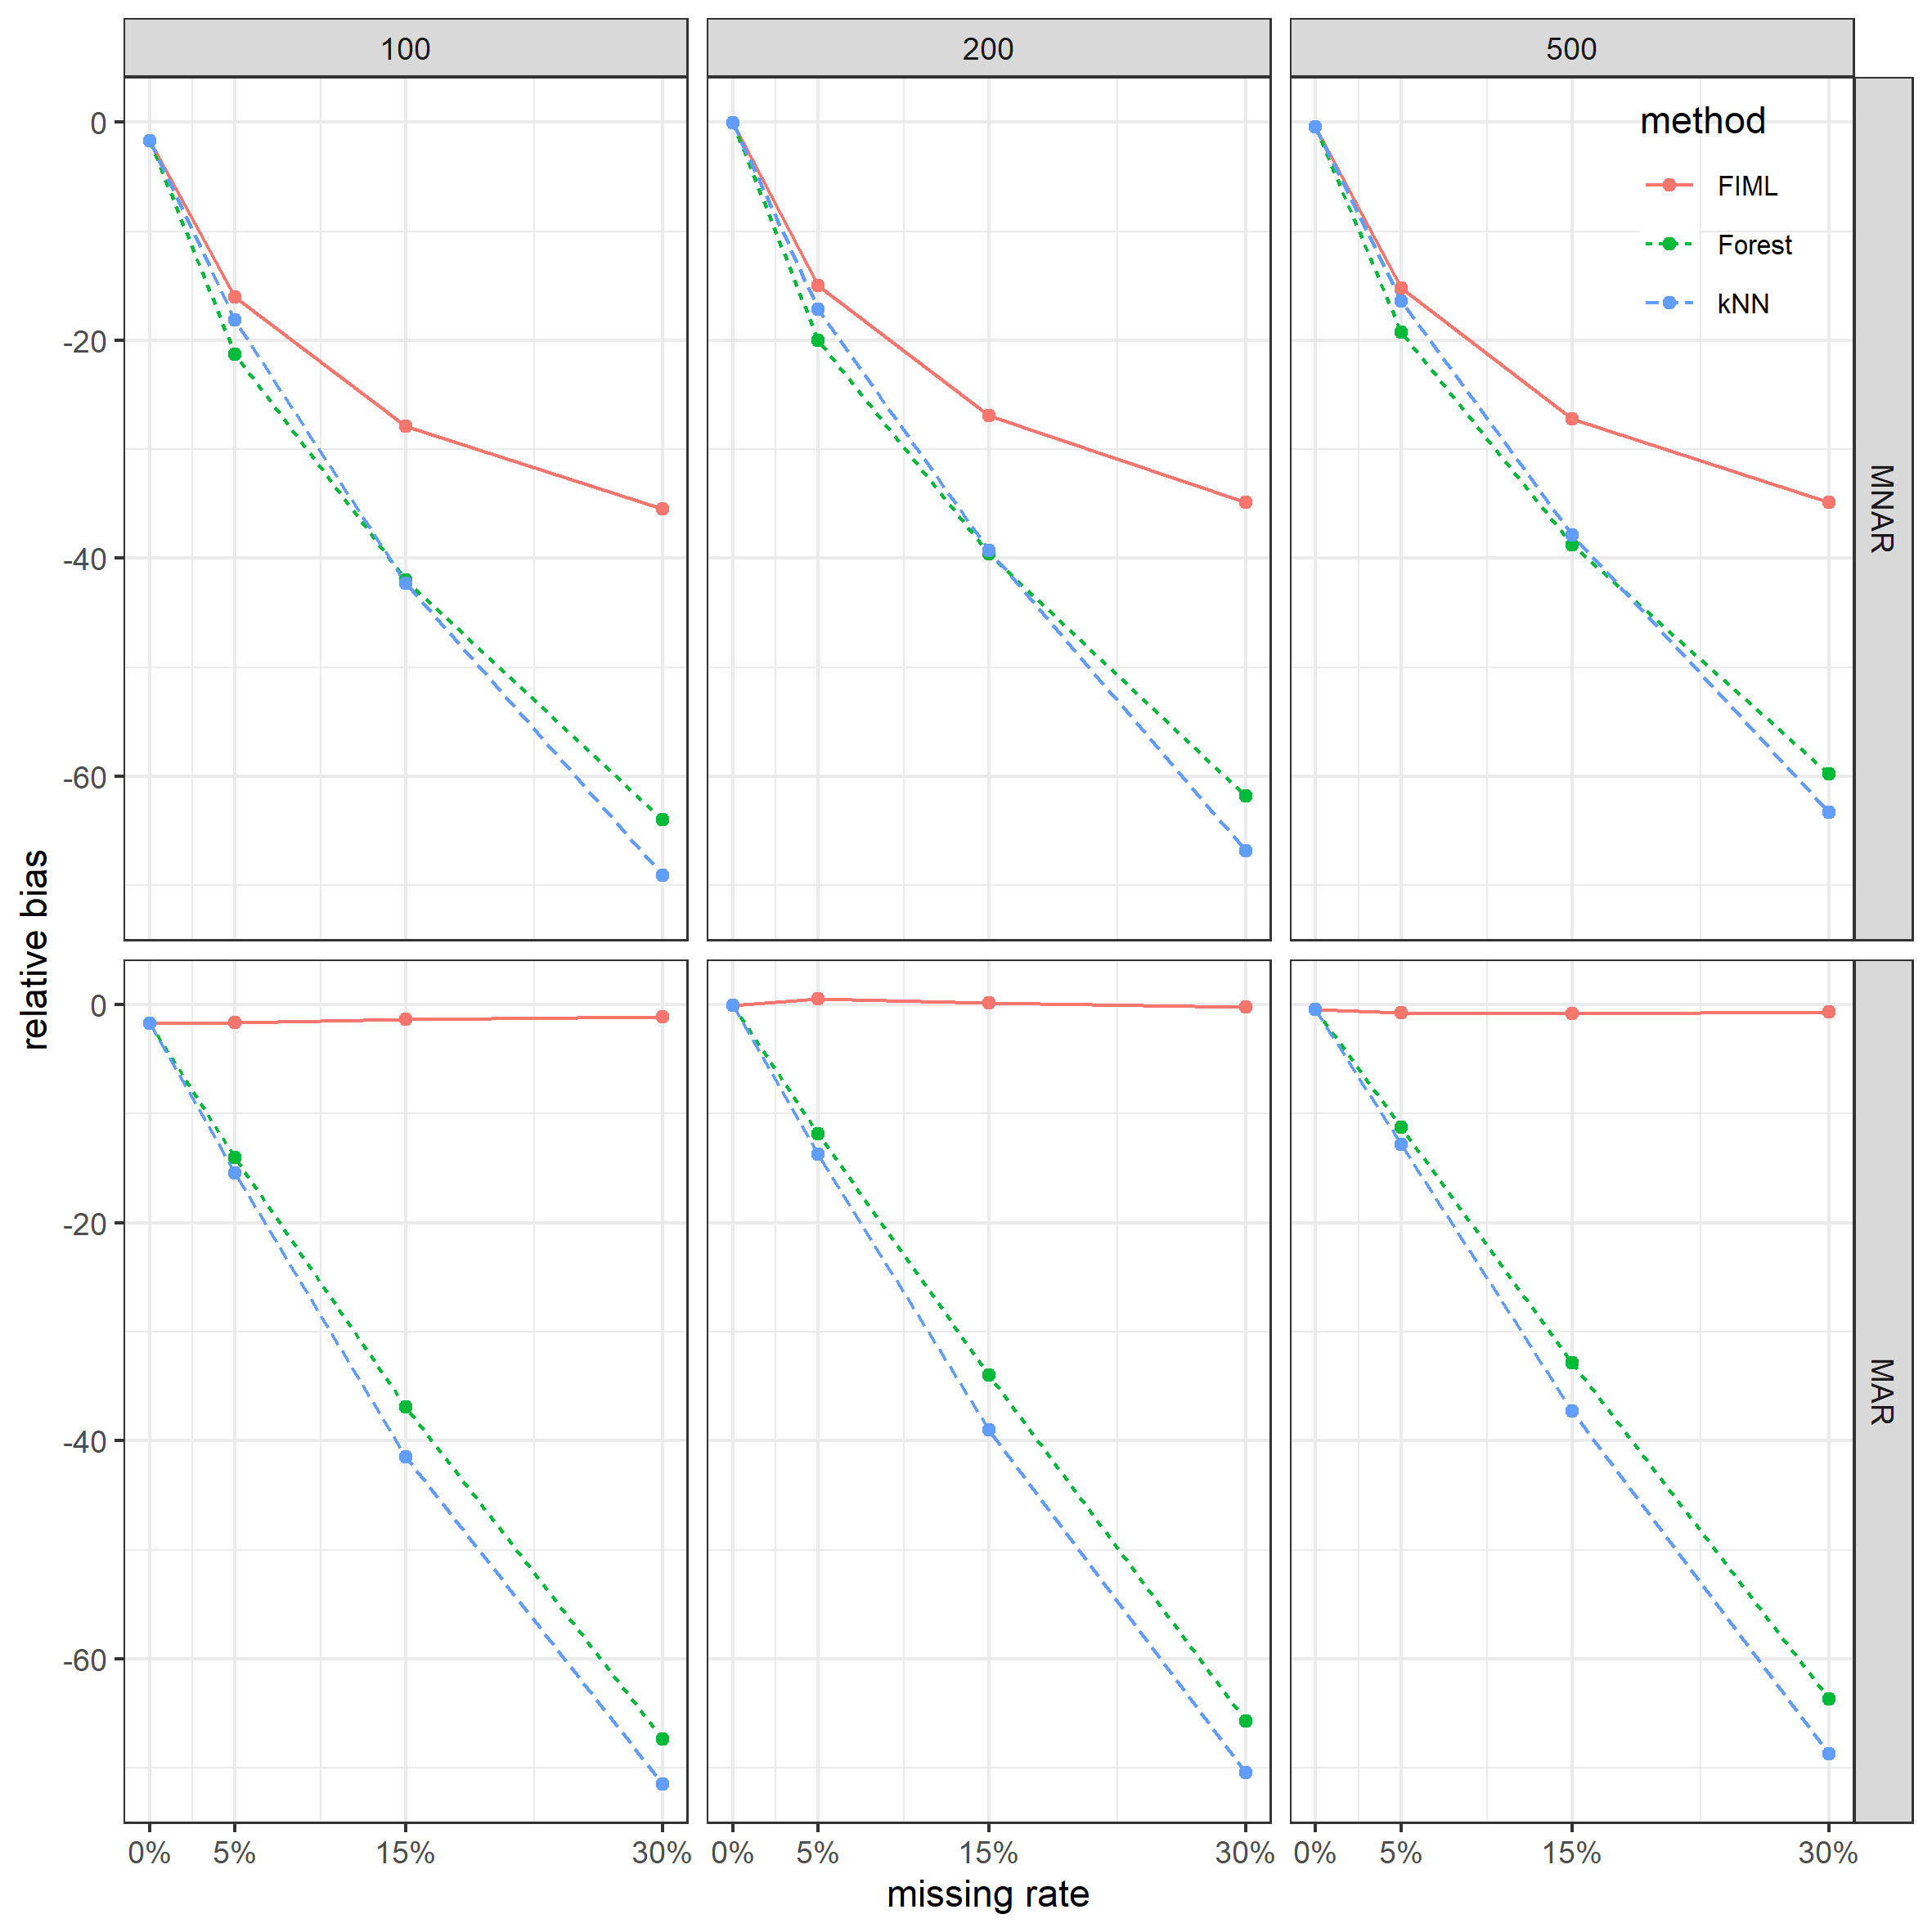 100 200 500
method
FIML
Forest
kNN
0
-20
-40
-60
MNAR
relative bias
0
-20
-40
-60
MAR
0% 5% 15% 30% 0% 5% 15% 30% 0% 5% 15% 30%
missing rate